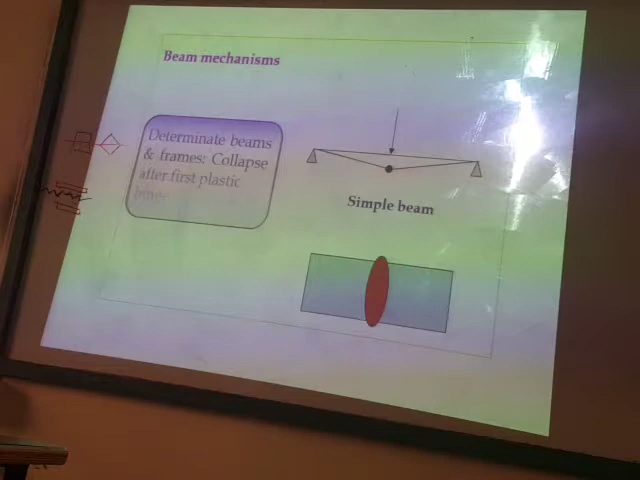 Beam mechanisms
Determinate beams
& frames: Collapse
after first plastic
hinge
Simple beam